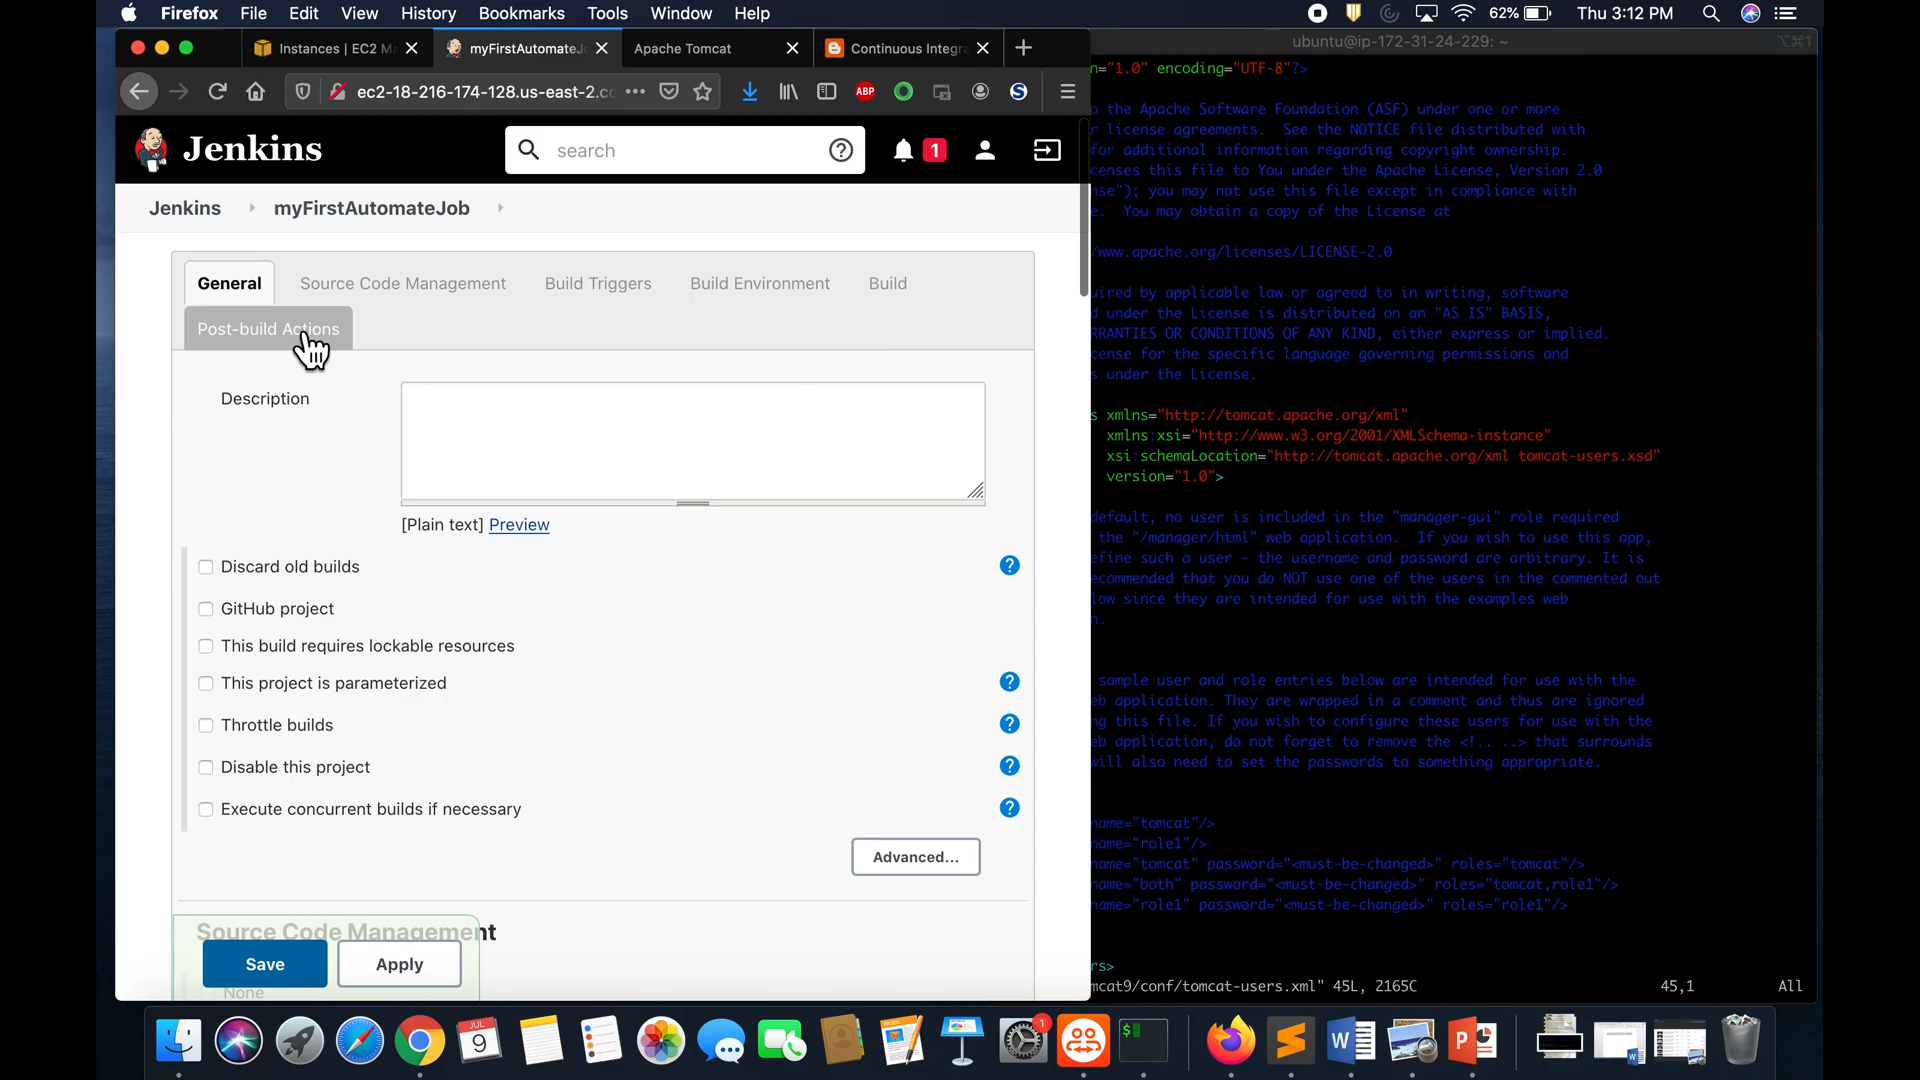 Firefox File Edit View History Bookmarks Tools Window Help
62% Thu 3:12 PM
Instances | EC2 M
myFirstAutomateJo
Apache Tomcat
Continuous Integra
ubuntu@ip-172-31-24-229: ~
⌥⌘1
ec2-18-216-174-128.us-east-2.cc
ABP
Jenkins
search
1
Jenkins
myFirstAutomateJob
General
Source Code Management
Build Triggers
Build Environment
Build
Post-build Actions
Description
[Plain text] Preview
Discard old builds
GitHub project
This build requires lockable resources
This project is parameterized
Throttle builds
Disable this project
Execute concurrent builds if necessary
Advanced...
Source Code Management
None
Save
Apply
n="1.0" encoding="UTF-8"?>
o the Apache Software Foundation (ASF) under one or more
r license agreements. See the NOTICE file distributed with
for additional information regarding copyright ownership.
censes this file to You under the Apache License, Version 2.0
nse"); you may not use this file except in compliance with
e. You may obtain a copy of the License at
/www.apache.org/licenses/LICENSE-2.0
uired by applicable law or agreed to in writing, software
d under the License is distributed on an "AS IS" BASIS,
RRANTIES OR CONDITIONS OF ANY KIND, either express or implied.
cense for the specific language governing permissions and
s under the License.
s xmlns="http://tomcat.apache.org/xml"
xmlns:xsi="http://www.w3.org/2001/XMLSchema-instance"
xsi:schemaLocation="http://tomcat.apache.org/xml tomcat-users.xsd"
version="1.0">
default, no user is included in the "manager-gui" role required
the "/manager/html" web application. If you wish to use this app,
efine such a user - the username and password are arbitrary. It is
ecommended that you do NOT use one of the users in the commented out
low since they are intended for use with the examples web
n.
sample user and role entries below are intended for use with the
eb application. They are wrapped in a comment and thus are ignored
ng this file. If you wish to configure these users for use with the
eb application, do not forget to remove the <!.. ..> that surrounds
will also need to set the passwords to something appropriate.
name="tomcat"/>
name="role1"/>
name="tomcat" password="<must-be-changed>" roles="tomcat"/>
name="both" password="<must-be-changed>" roles="tomcat,role1"/>
name="role1" password="<must-be-changed>" roles="role1"/>
rs>
mcat9/conf/tomcat-users.xml" 45L, 2165C 45,1 All
JUL
9
1